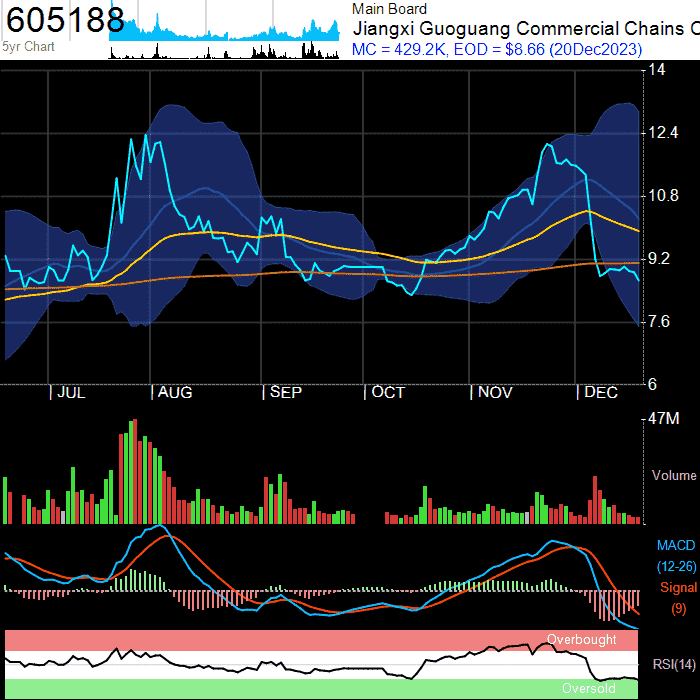 605188
5yr Chart
Main Board
Jiangxi Guoguang Commercial Chains C
MC = 429.2K, EOD = $8.66 (20Dec2023)
14
12.4
10.8
9.2
7.6
6
| JUL | AUG | SEP | OCT | NOV | DEC
47M
Volume
MACD
(12-26)
Signal
(9)
Overbought
RSI(14)
Oversold